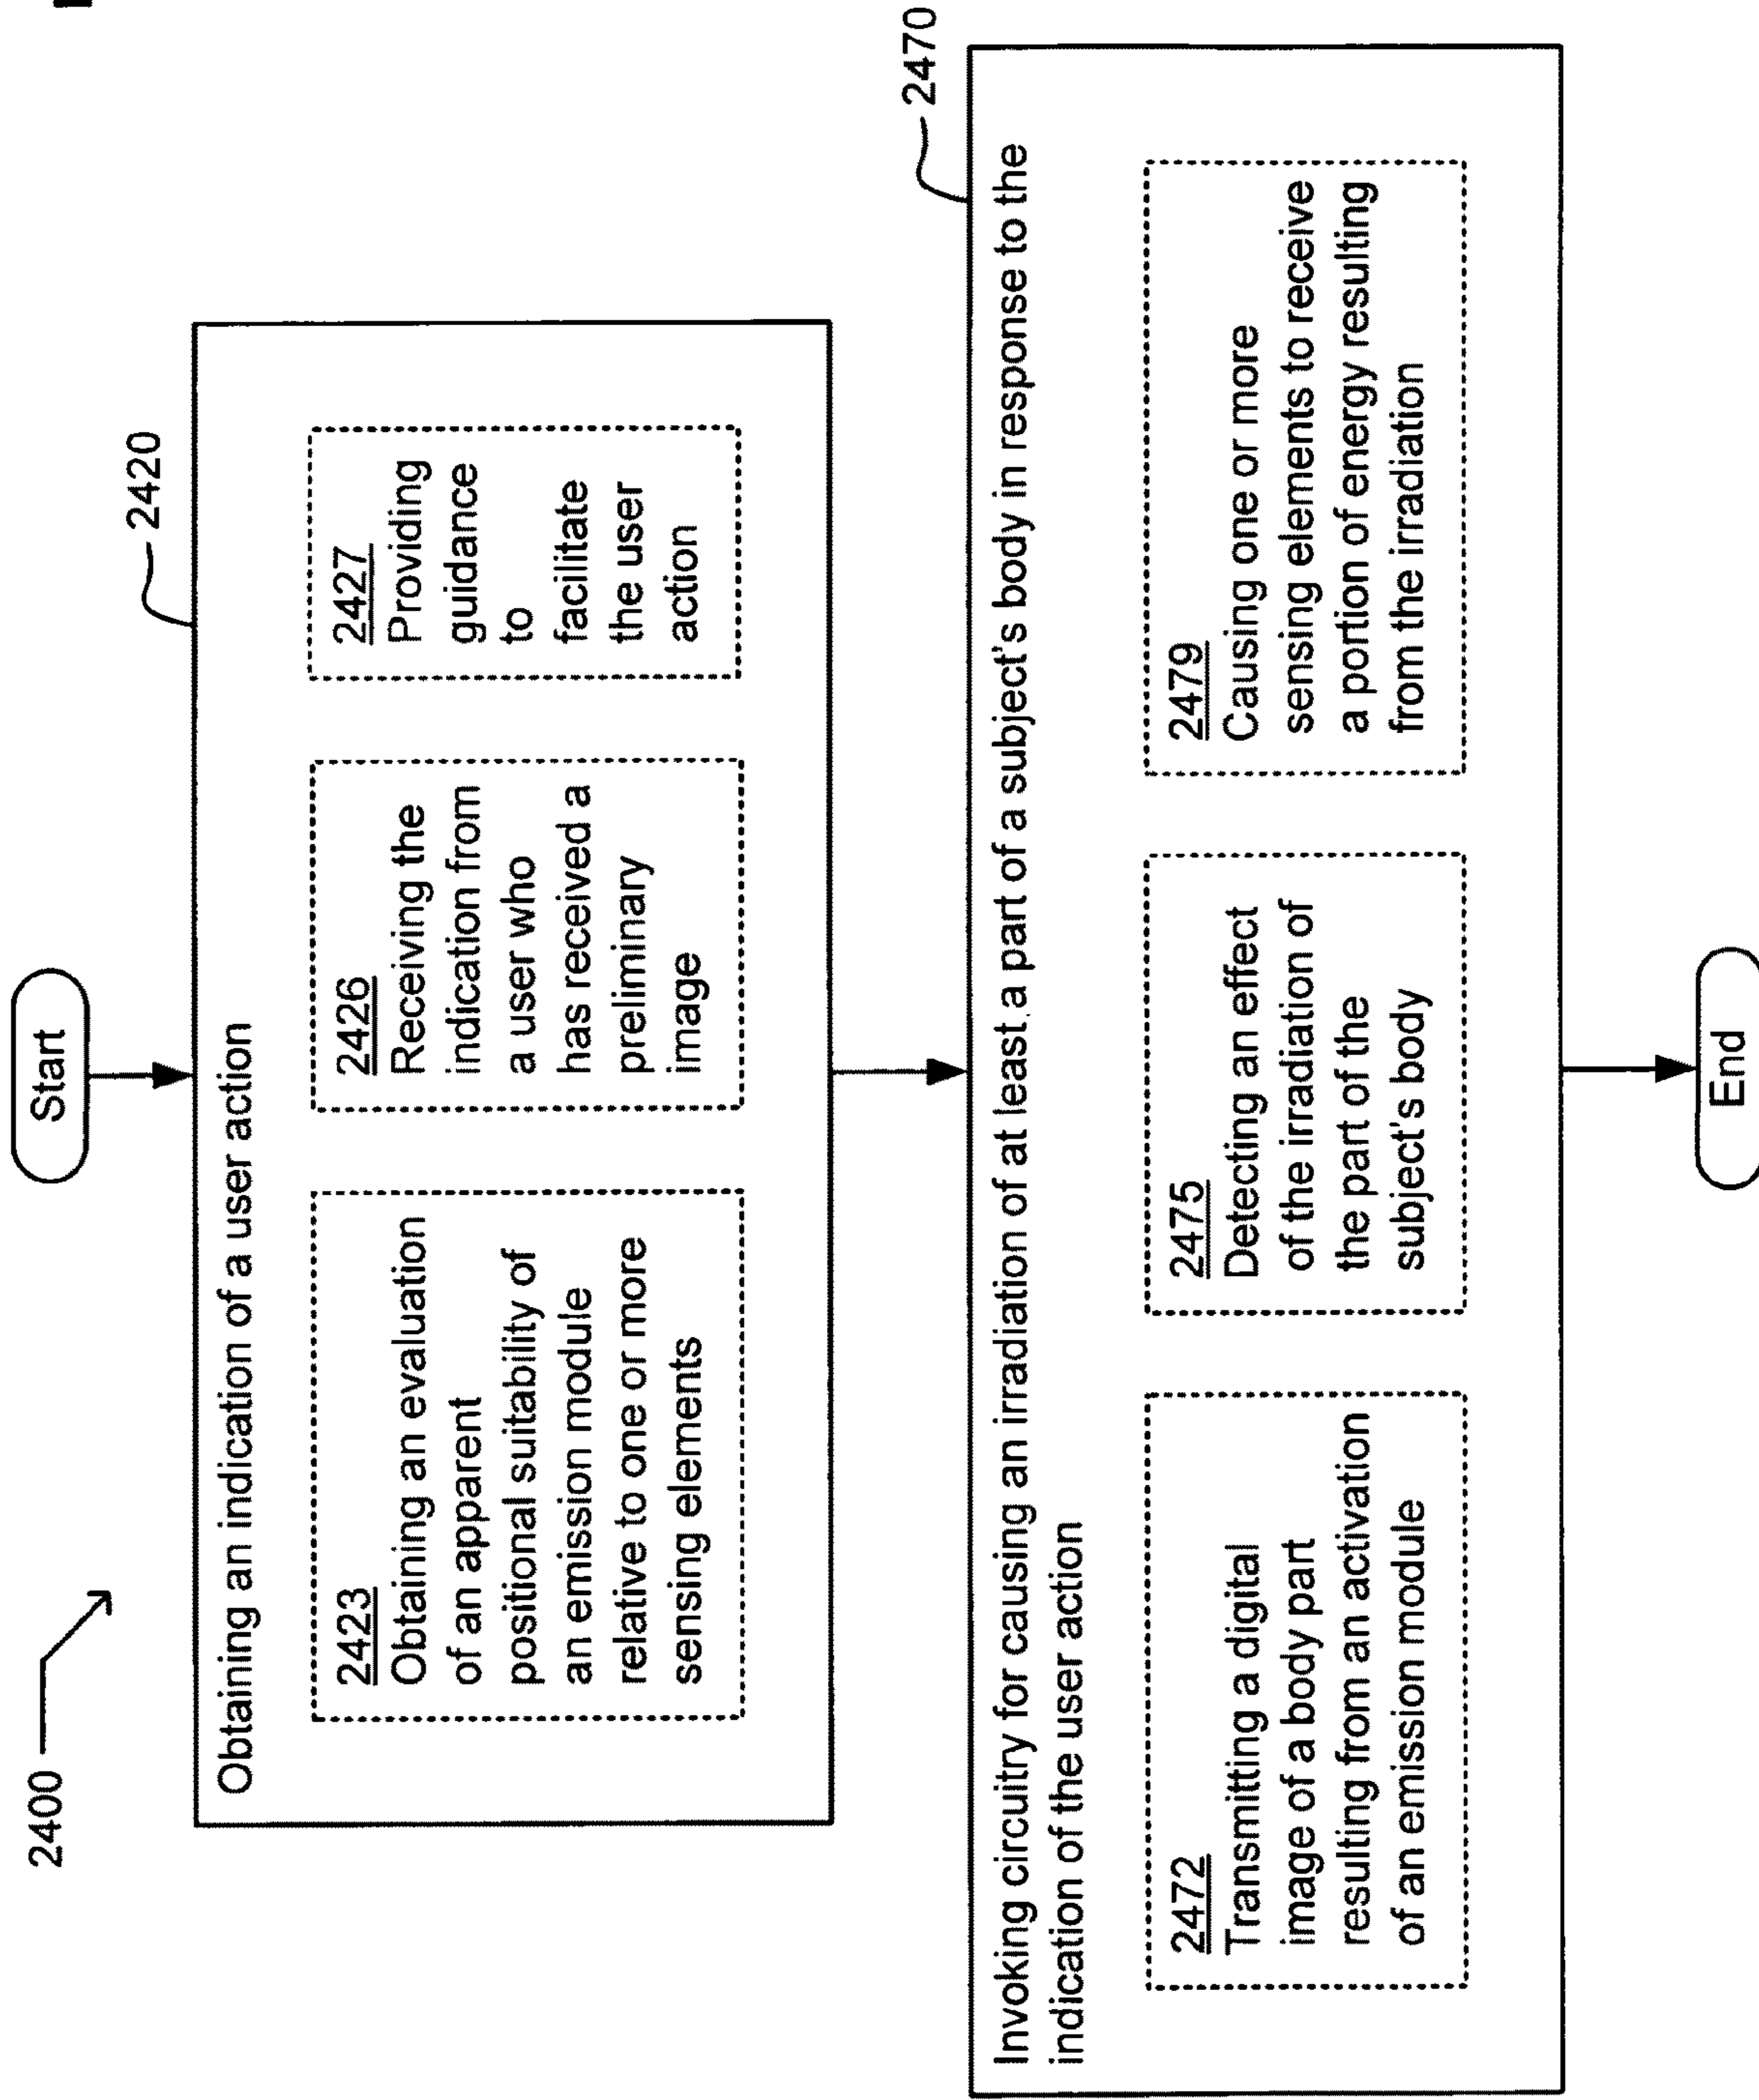 2400
Start
2420
Obtaining an indication of a user action
2423
Obtaining an evaluation
of an apparent
positional suitability of
an emission module
relative to one or more
sensing elements
2426
Receiving the
indication from
a user who
has received a
preliminary
image
2427
Providing
guidance
to
facilitate
the user
action
2470
Invoking circuitry for causing an irradiation of at least a part of a subject's body in response to the
indication of the user action
2472
Transmitting a digital
image of a body part
resulting from an activation
of an emission module
2475
Detecting an effect
of the irradiation of
the part of the
subject's body
2479
Causing one or more
sensing elements to receive
a portion of energy resulting
from the irradiation
End